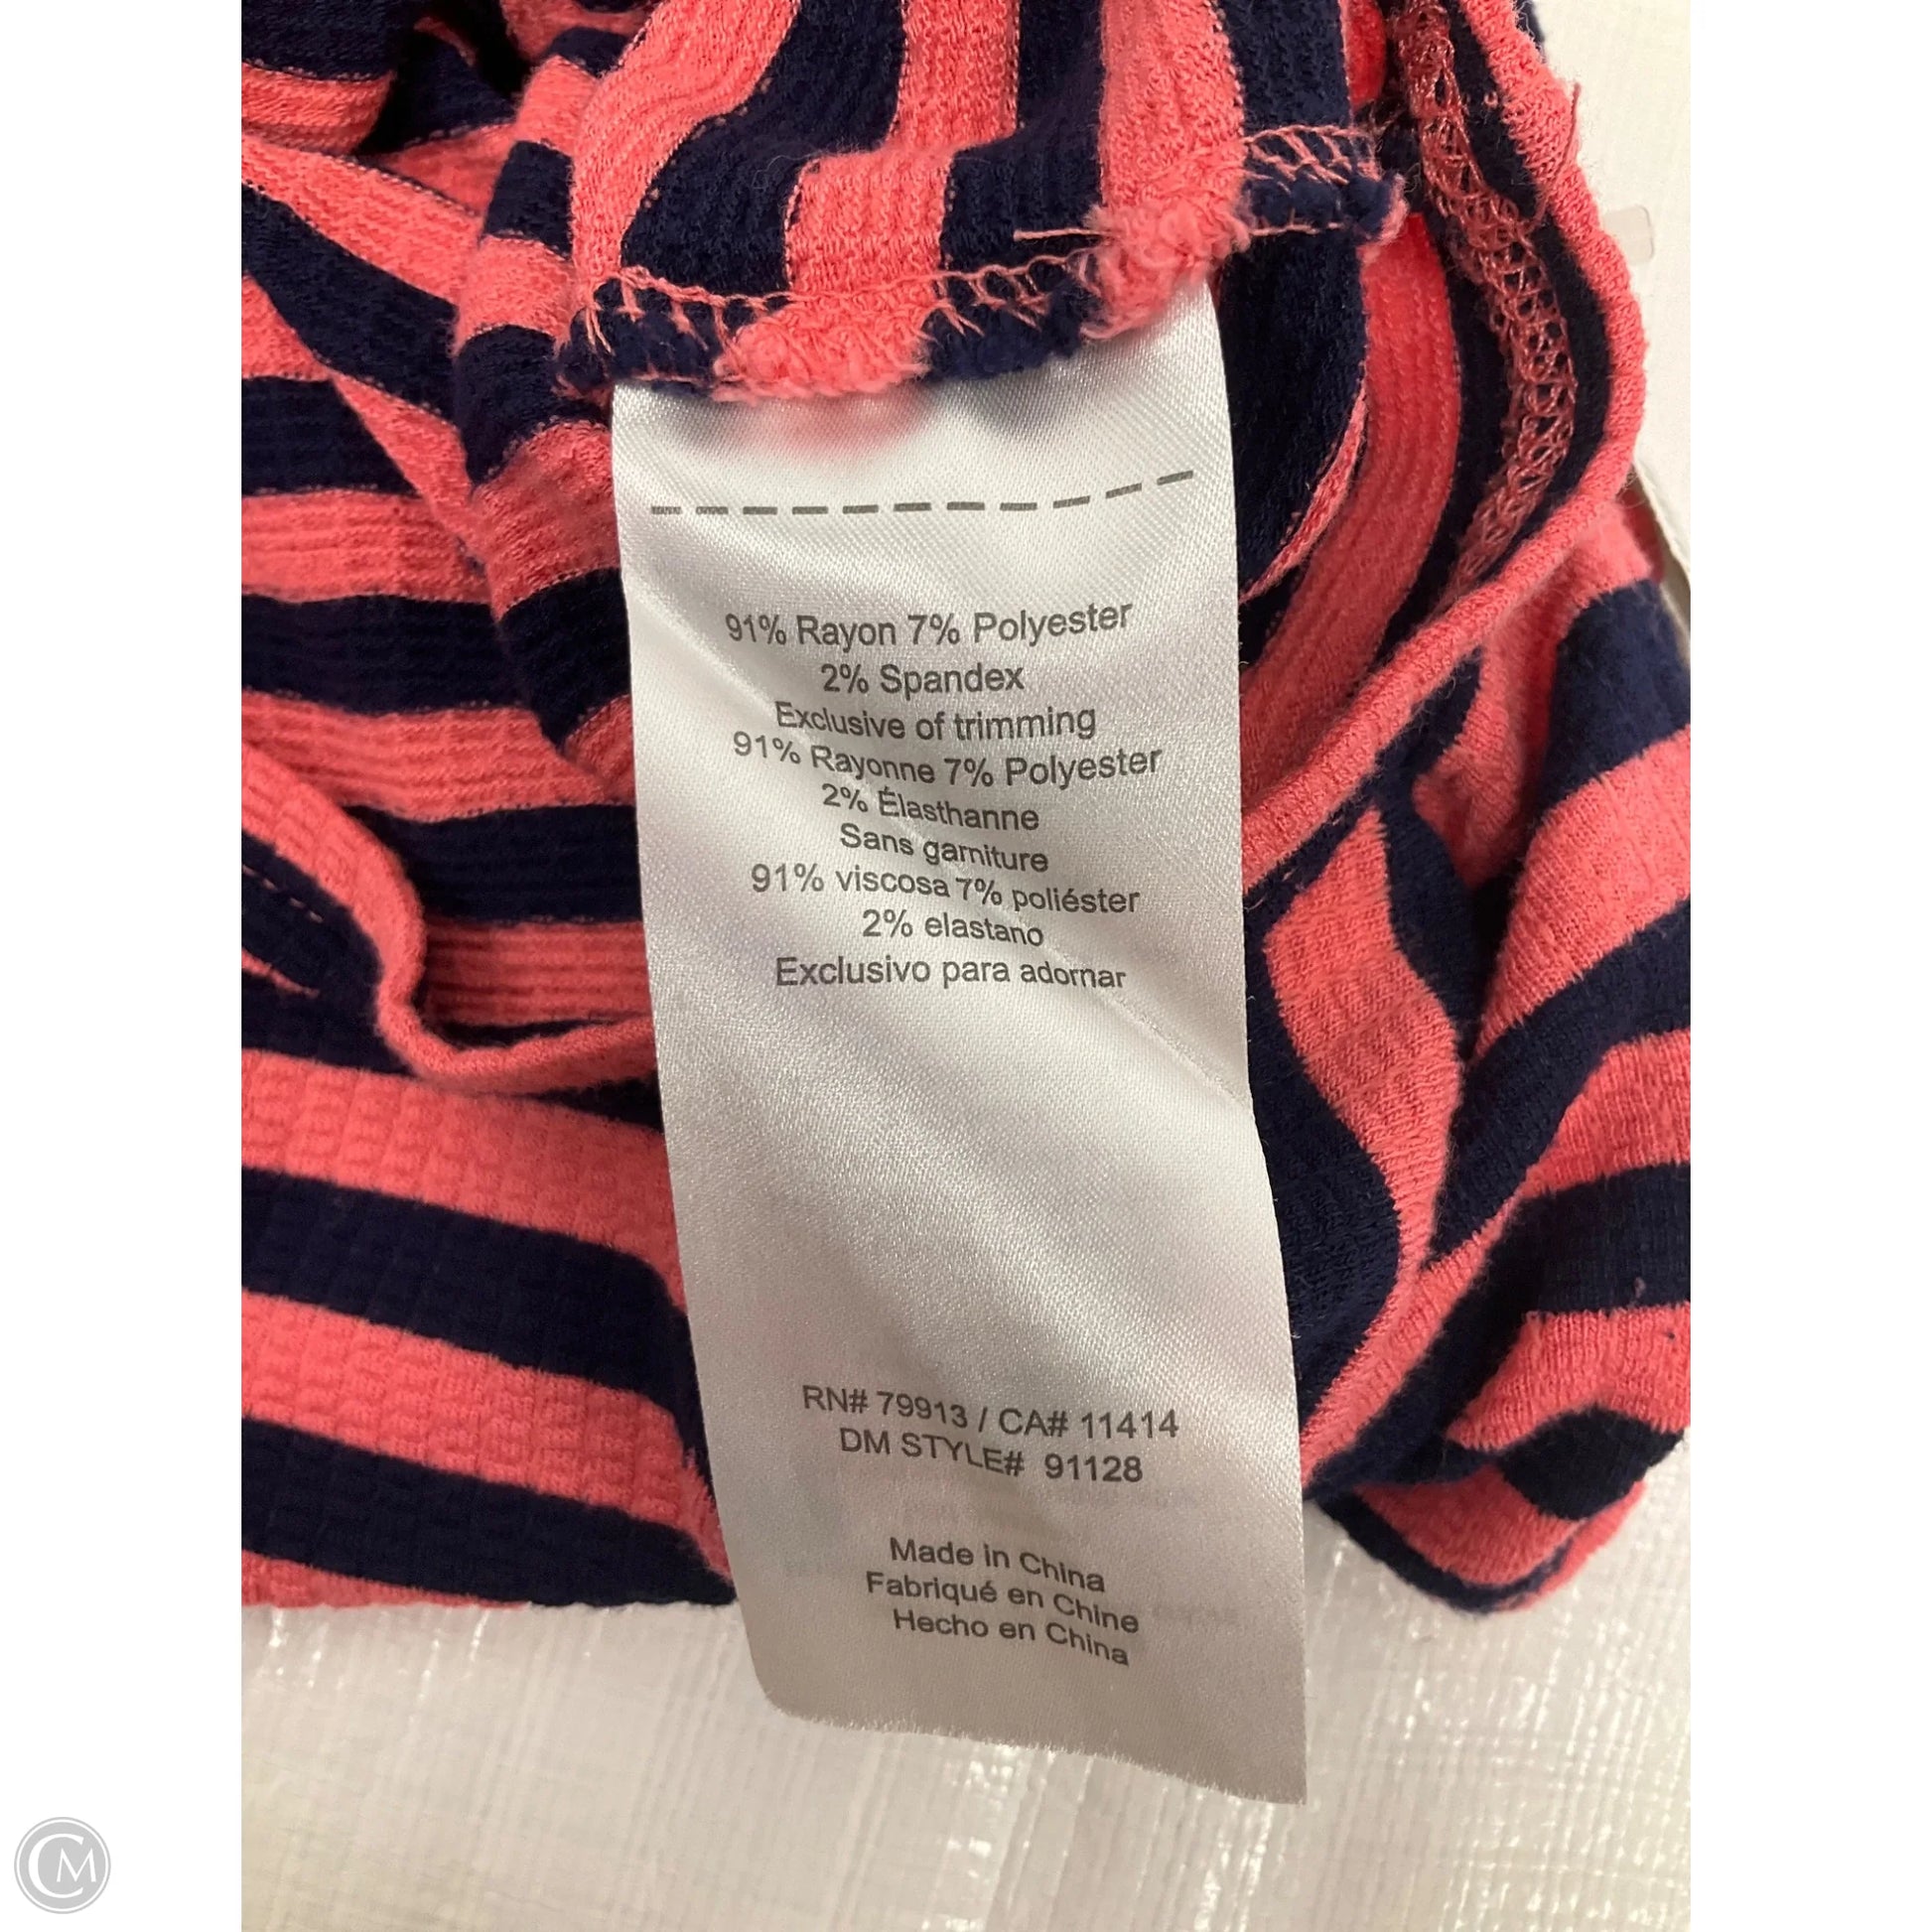 91% Rayon 7% Polyester
2% Spandex
Exclusive of trimming
91% Rayonne 7% Polyester
2% Élasthanne
Sans garniture
91% viscosa 7% poliéster
2% elastano
Exclusivo para adornar
RN# 79913 / CA# 11414
DM STYLE# 91128
Made in China
Fabriqué en Chine
Hecho en China
CM